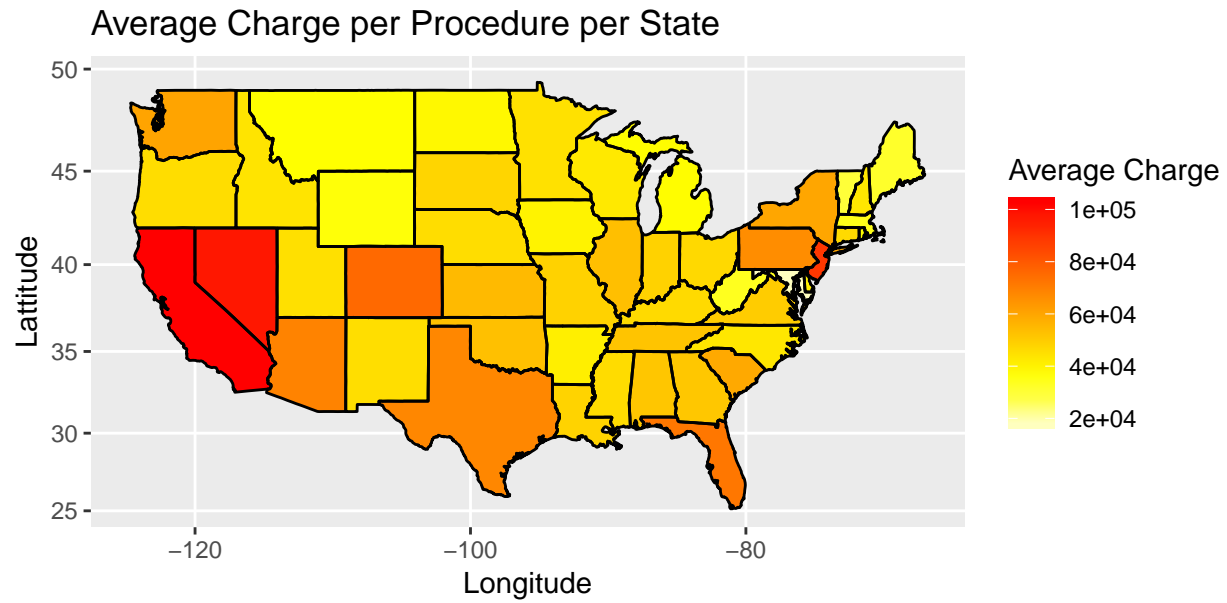 Average Charge per Procedure per State
50
45
40
35
30
25
Lattitude
−120
−100
−80
Longitude
Average Charge
1e+05
8e+04
6e+04
4e+04
2e+04